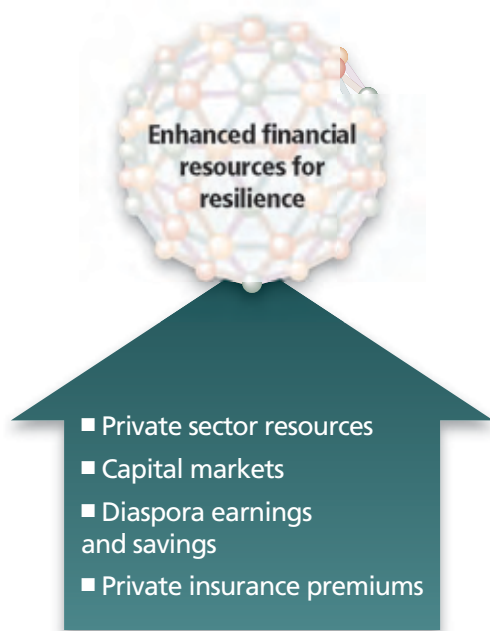 Enhanced financial
resources for
resilience
■ Private sector resources
■ Capital markets
■ Diaspora earnings
and savings
■ Private insurance premiums